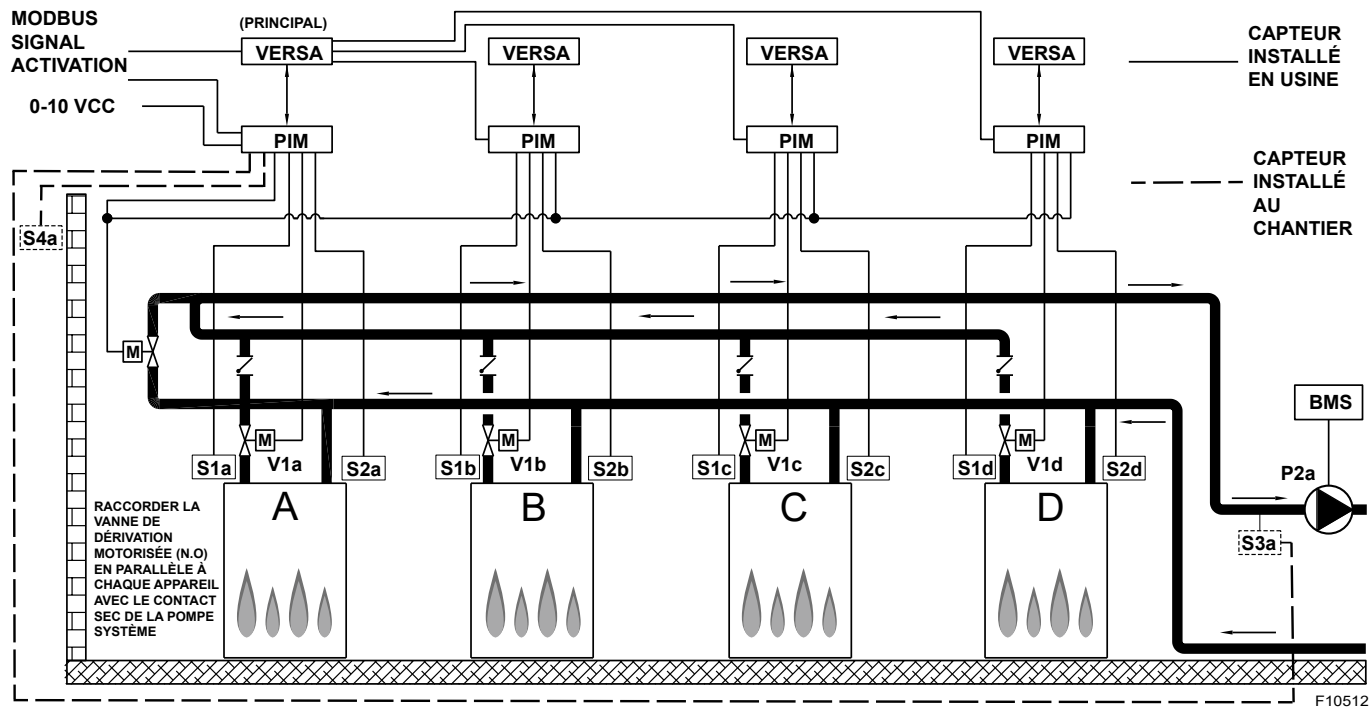 MODBUS
SIGNAL
ACTIVATION
0-10 VCC
(PRINCIPAL)
VERSA
VERSA
VERSA
VERSA
CAPTEUR
INSTALLÉ
EN USINE
PIM
PIM
PIM
PIM
CAPTEUR
INSTALLÉ
AU
CHANTIER
S4a
M
BMS
M
M
M
M
S1a
V1a
S2a
S1b
V1b
S2b
S1c
V1c
S2c
S1d
V1d
S2d
P2a
S3a
RACCORDER LA
VANNE DE
DÉRIVATION
MOTORISÉE (N.O)
EN PARALLÈLE À
CHAQUE APPAREIL
AVEC LE CONTACT
SEC DE LA POMPE
SYSTÈME
A
B
C
D
F10512